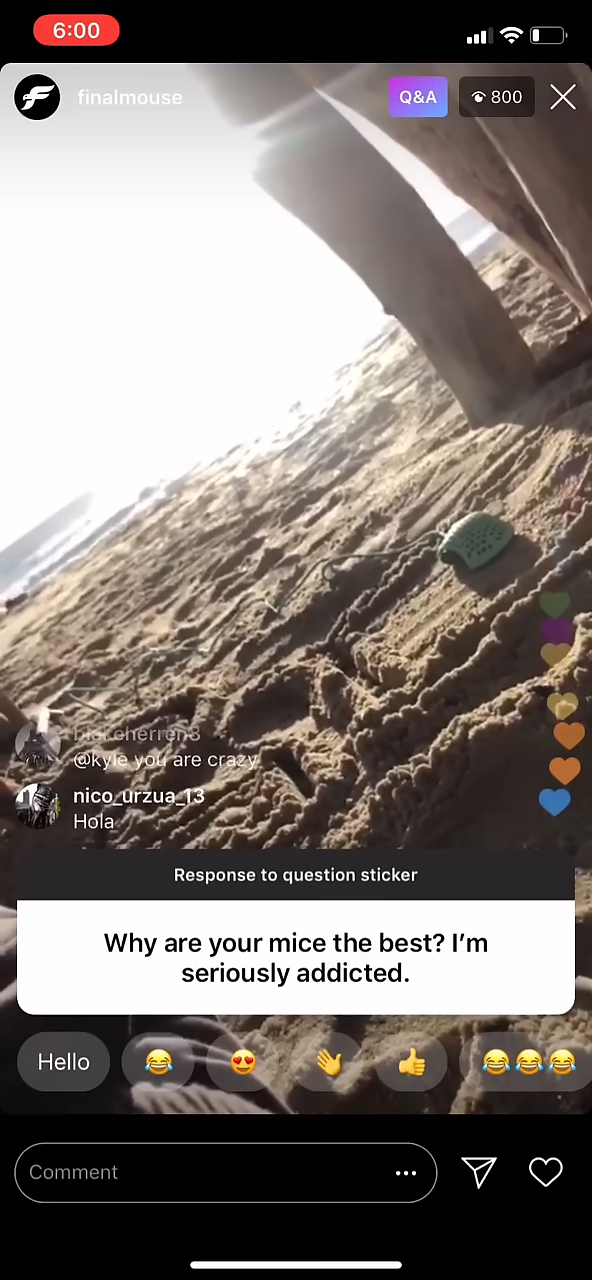 6:00
finalmouse
Q&A
800
@kyle you are crazy
nico_urzua_13
Hola
Response to question sticker
Why are your mice the best? I’m
seriously addicted.
Hello
Comment